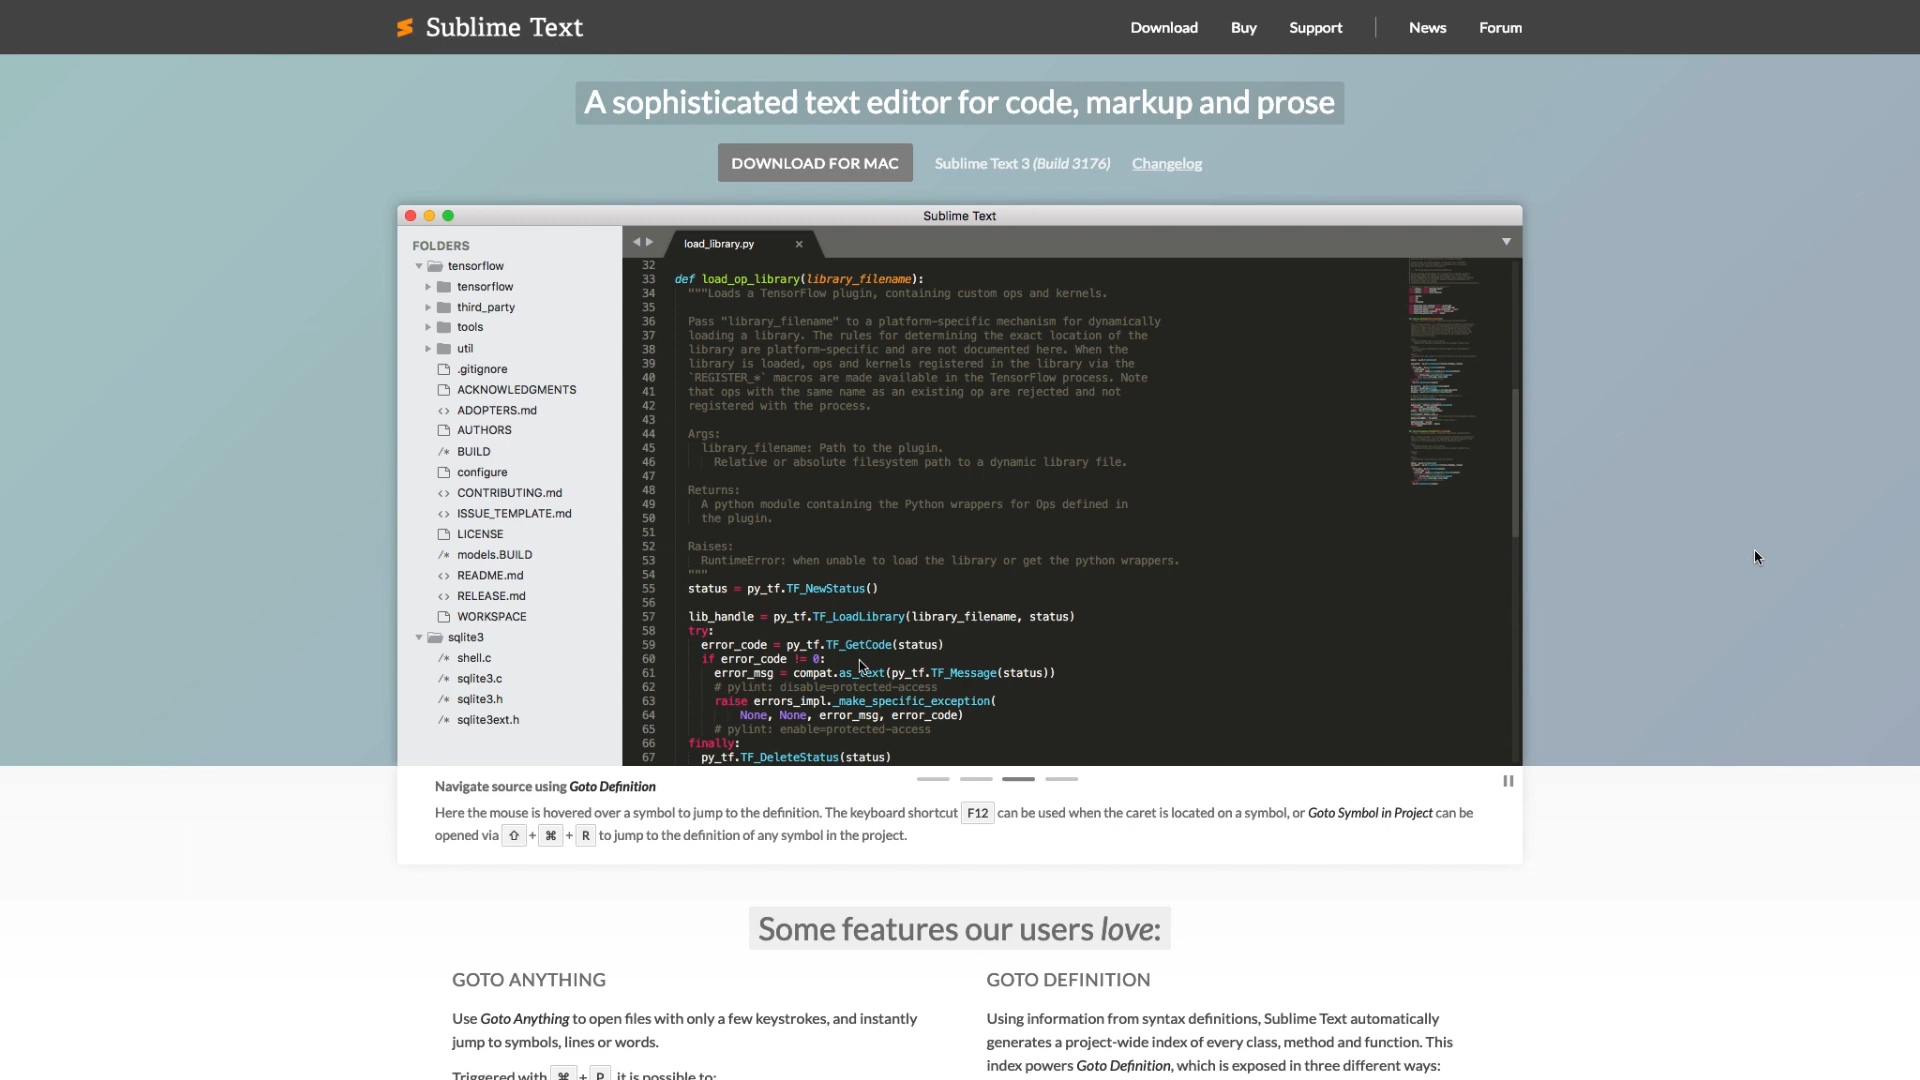 Sublime Text
Download Buy Support News Forum
A sophisticated text editor for code, markup and prose
DOWNLOAD FOR MAC Sublime Text 3 (Build 3176) Changelog
Sublime Text
FOLDERS
tensorflow
tensorflow
third_party
tools
util
.gitignore
ACKNOWLEDGMENTS
ADOPTERS.md
AUTHORS
/* BUILD
configure
<> CONTRIBUTING.md
<> ISSUE_TEMPLATE.md
LICENSE
/* models.BUILD
<> README.md
<> RELEASE.md
WORKSPACE
sqlite3
/* shell.c
/* sqlite3.c
/* sqlite3.h
/* sqlite3ext.h
load_library.py ×
32
33 def load_op_library(library_filename):
34 """Loads a TensorFlow plugin, containing custom ops and kernels.
35
36 Pass "library_filename" to a platform-specific mechanism for dynamically
37 loading a library. The rules for determining the exact location of the
38 library are platform-specific and are not documented here. When the
39 library is loaded, ops and kernels registered in the library via the
40 `REGISTER_*` macros are made available in the TensorFlow process. Note
41 that ops with the same name as an existing op are rejected and not
42 registered with the process.
43
44 Args:
45 library_filename: Path to the plugin.
46 Relative or absolute filesystem path to a dynamic library file.
47
48 Returns:
49 A python module containing the Python wrappers for Ops defined in
50 the plugin.
51
52 Raises:
53 RuntimeError: when unable to load the library or get the python wrappers.
54 """
55 status = py_tf.TF_NewStatus()
56
57 lib_handle = py_tf.TF_LoadLibrary(library_filename, status)
58 try:
59 error_code = py_tf.TF_GetCode(status)
60 if error_code != 0:
61 error_msg = compat.as_text(py_tf.TF_Message(status))
62 # pylint: disable=protected-access
63 raise errors_impl._make_specific_exception(
64 None, None, error_msg, error_code)
65 # pylint: enable=protected-access
66 finally:
67 py_tf.TF_DeleteStatus(status)
Navigate source using Goto Definition
Here the mouse is hovered over a symbol to jump to the definition. The keyboard shortcut F12 can be used when the caret is located on a symbol, or Goto Symbol in Project can be
opened via ⇧ + ⌘ + R to jump to the definition of any symbol in the project.
Some features our users love:
GOTO ANYTHING
Use Goto Anything to open files with only a few keystrokes, and instantly
jump to symbols, lines or words.
Triggered with ⌘ + P, it is possible to:
GOTO DEFINITION
Using information from syntax definitions, Sublime Text automatically
generates a project-wide index of every class, method and function. This
index powers Goto Definition, which is exposed in three different ways: